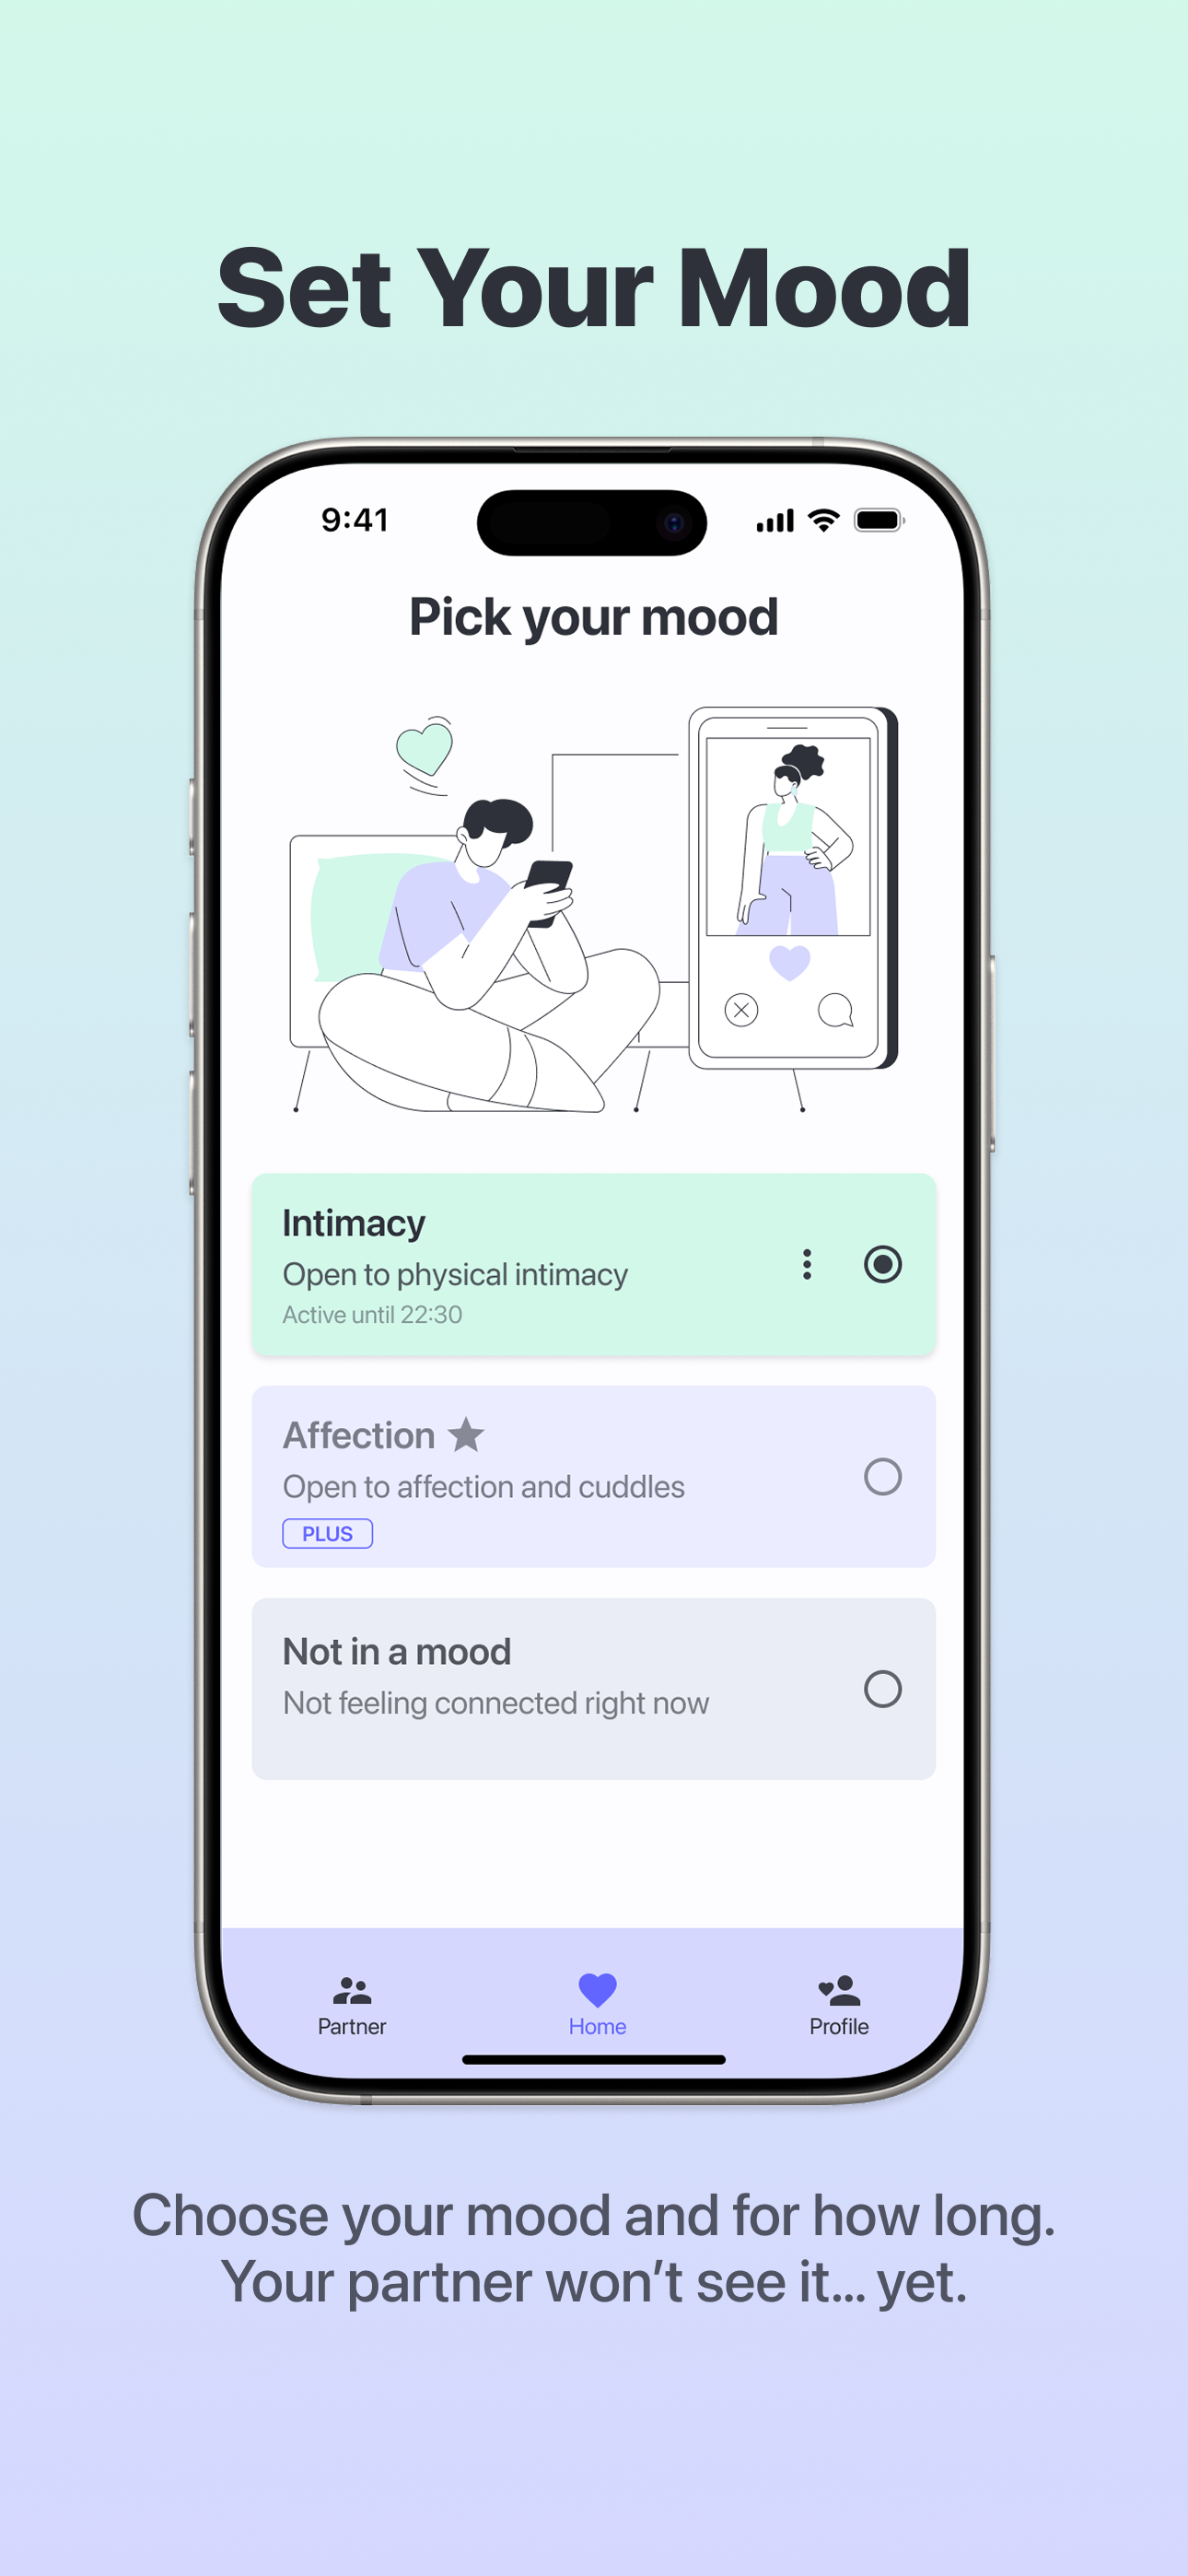 Set Your Mood
9:41
Pick your mood
Intimacy
Open to physical intimacy
Active until 22:30
Affection
Open to affection and cuddles
PLUS
Not in a mood
Not feeling connected right now
Partner
Home
Profile
Choose your mood and for how long.
Your partner won’t see it... yet.